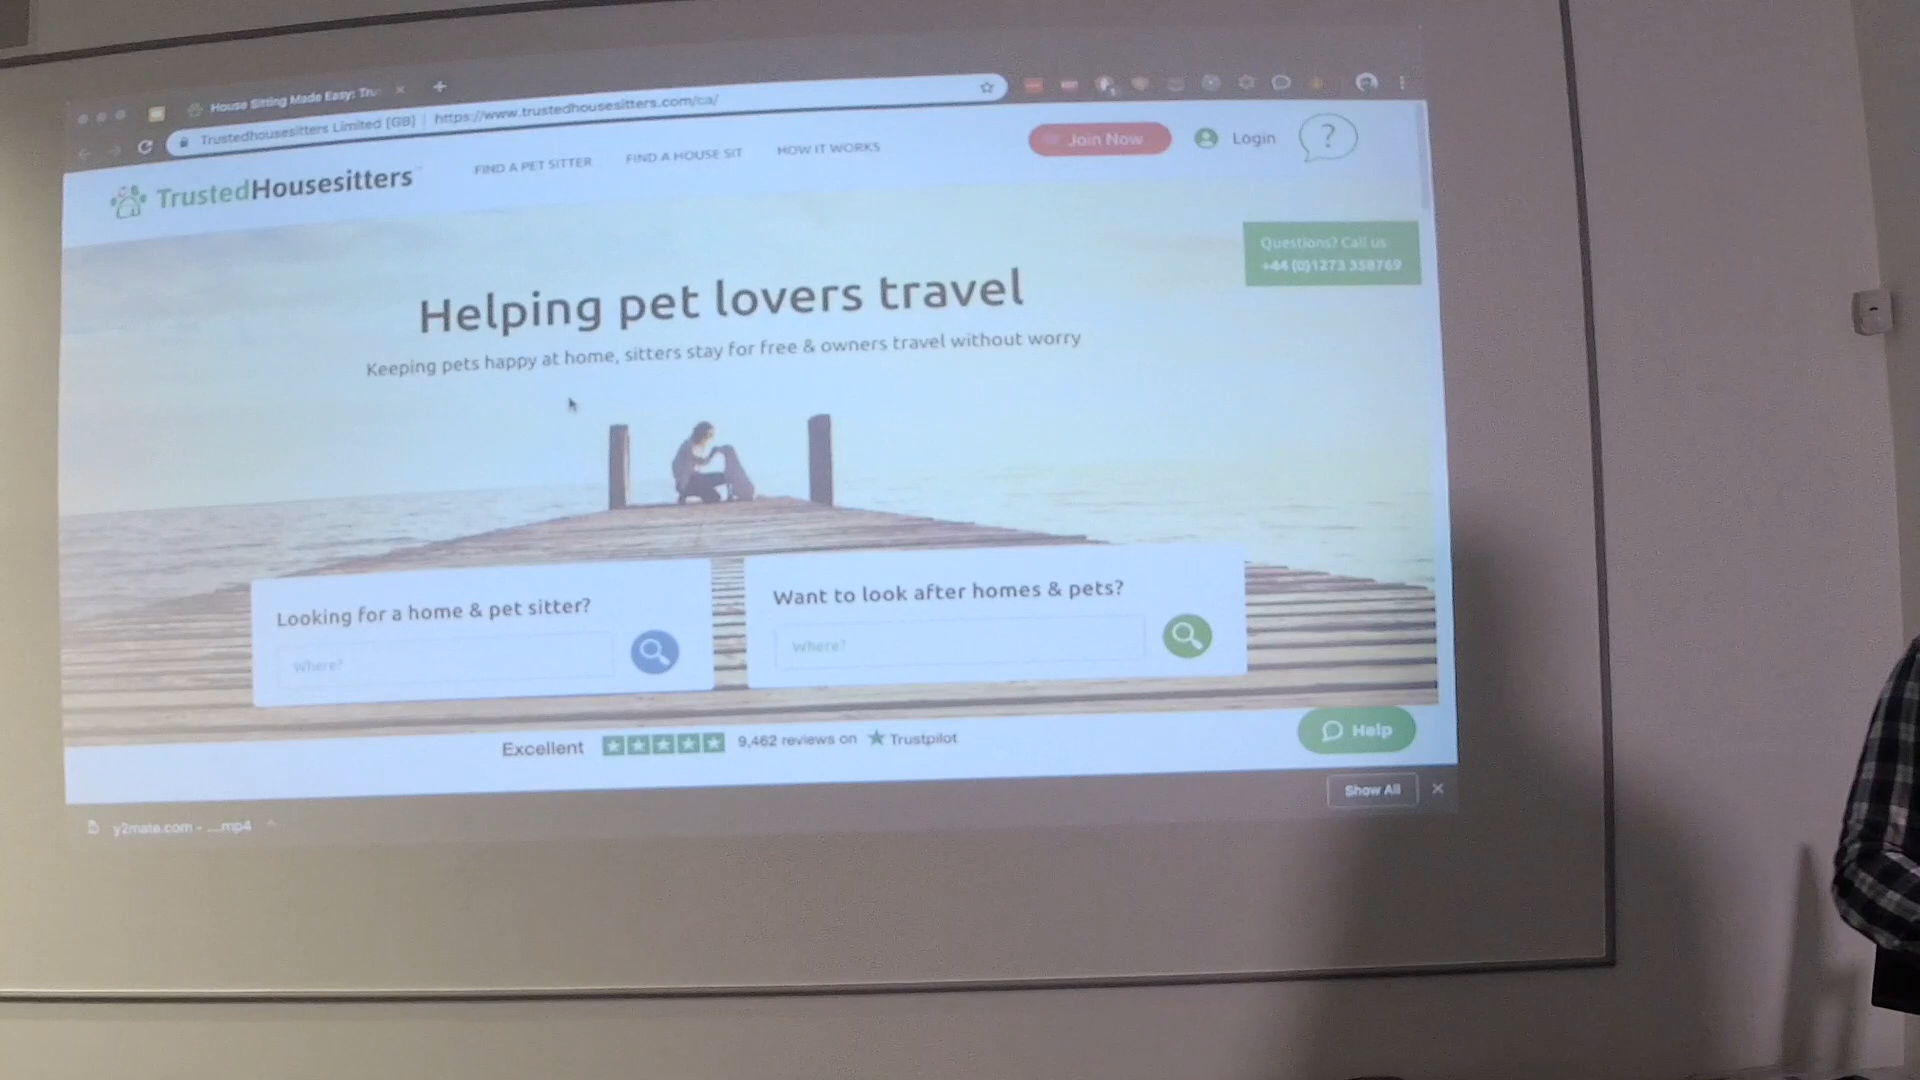 House Sitting Made Easy: Tru
Trustedhousesitters Limited [GB] | https://www.trustedhousesitters.com/ca/
TrustedHousesitters
FIND A PET SITTER
FIND A HOUSE SIT
HOW IT WORKS
Join Now
Login
?
Questions? Call us
+44 (0)1273 358769
Helping pet lovers travel
Keeping pets happy at home, sitters stay for free & owners travel without worry
Looking for a home & pet sitter?
Where?
Want to look after homes & pets?
Where?
Excellent
9,462 reviews on
Trustpilot
Help
Show All
y2mate.com - ....mp4